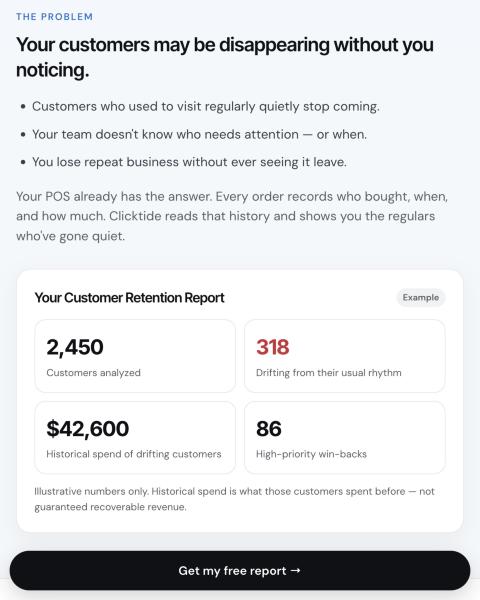 THE PROBLEM
Your customers may be disappearing without you
noticing.
• Customers who used to visit regularly quietly stop coming.
• Your team doesn't know who needs attention — or when.
• You lose repeat business without ever seeing it leave.
Your POS already has the answer. Every order records who bought, when,
and how much. Clicktide reads that history and shows you the regulars
who've gone quiet.
Your Customer Retention Report
Example
2,450
Customers analyzed
318
Drifting from their usual rhythm
$42,600
Historical spend of drifting customers
86
High-priority win-backs
Illustrative numbers only. Historical spend is what those customers spent before — not
guaranteed recoverable revenue.
Get my free report →